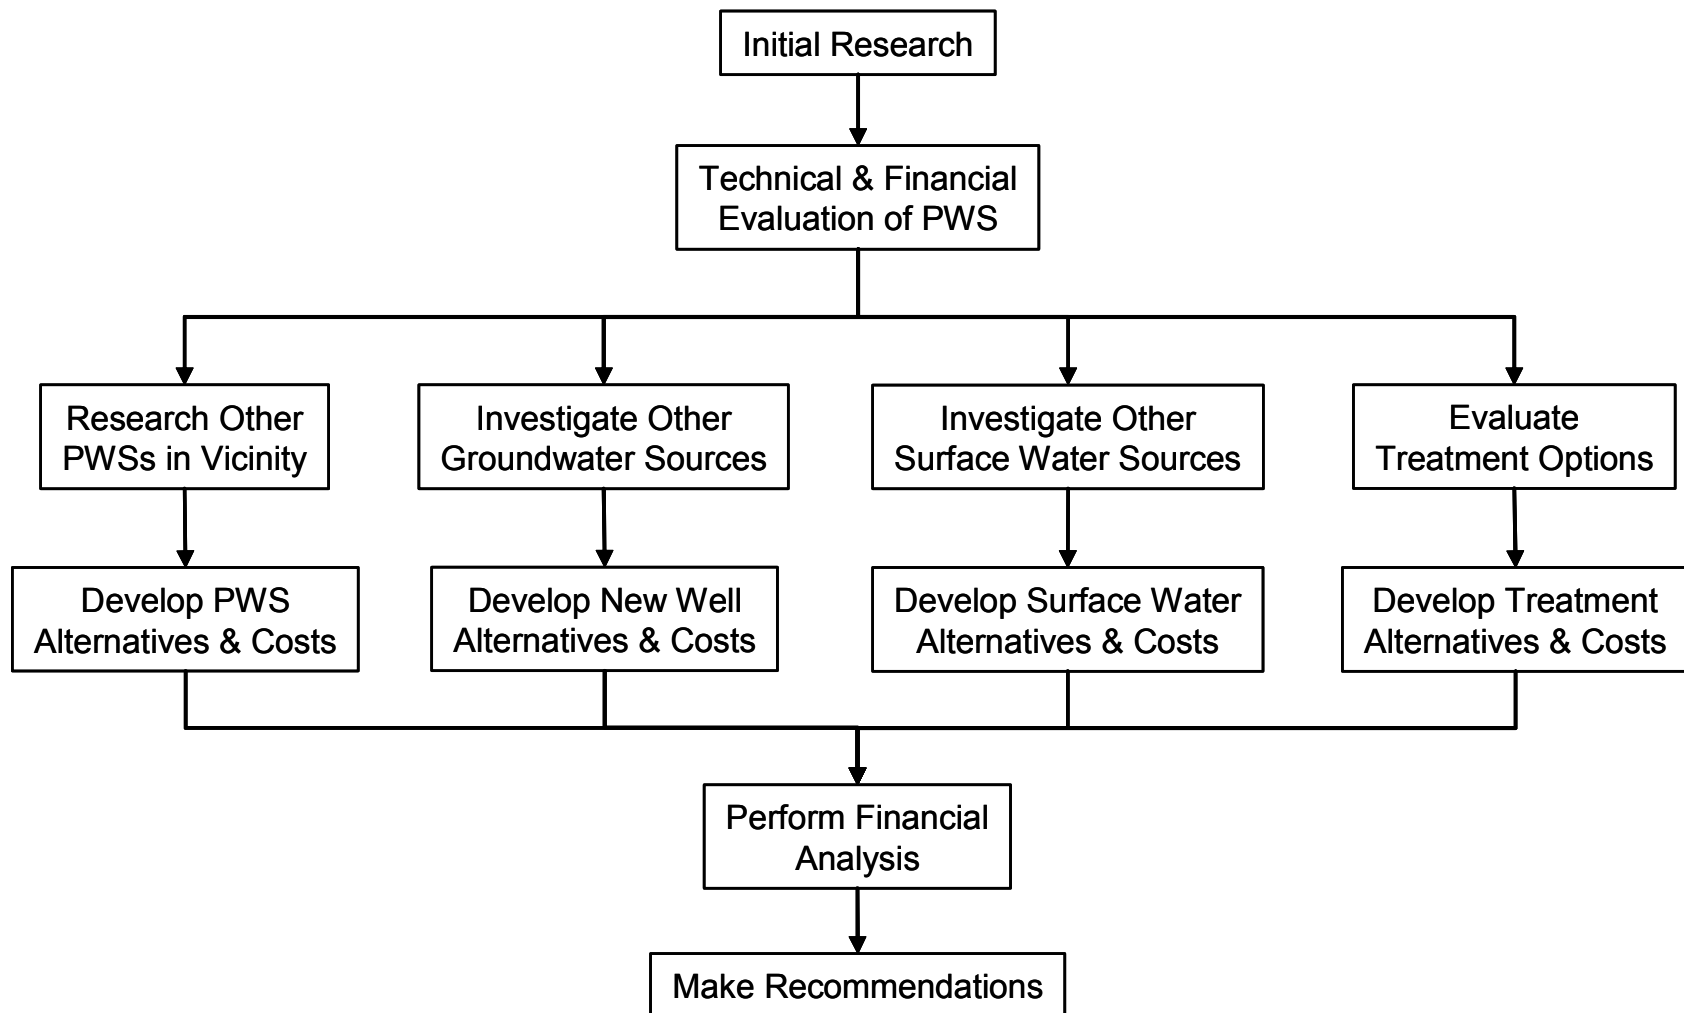 Initial Research
Technical & Financial
Evaluation of PWS
Research Other
PWSs in Vicinity
Investigate Other
Groundwater Sources
Investigate Other
Surface Water Sources
Evaluate
Treatment Options
Develop PWS
Alternatives & Costs
Develop New Well
Alternatives & Costs
Develop Surface Water
Alternatives & Costs
Develop Treatment
Alternatives & Costs
Perform Financial
Analysis
Make Recommendations